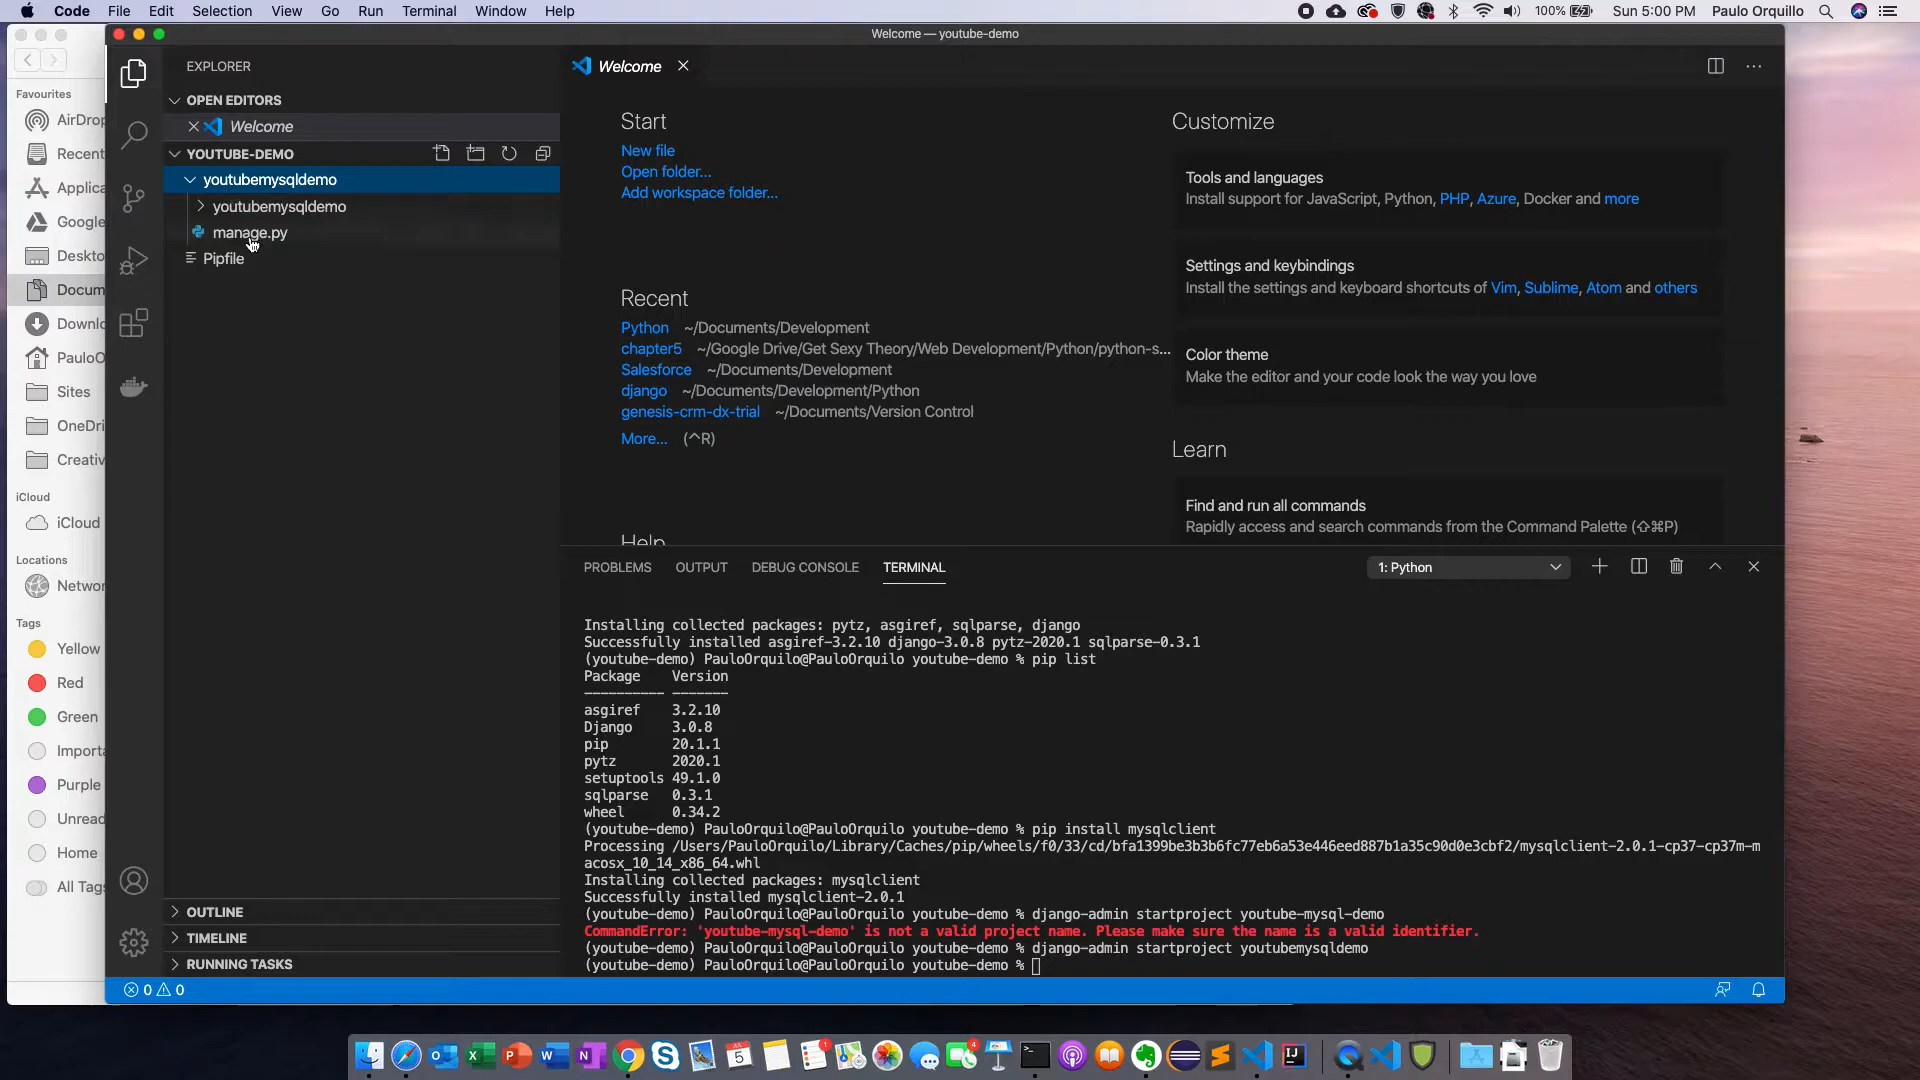 Code File Edit Selection View Go Run Terminal Window Help
100% Sun 5:00 PM Paulo Orquillo
Welcome — youtube-demo
Favourites
AirDrop
Recent
Applica
Google
Deskto
Docum
Downlo
PauloO
Sites
OneDri
Creativ
iCloud
iCloud
Locations
Networ
Tags
Yellow
Red
Green
Importa
Purple
Unread
Home
All Tags
EXPLORER
OPEN EDITORS
Welcome
YOUTUBE-DEMO
youtubemysqldemo
youtubemysqldemo
manage.py
Pipfile
OUTLINE
TIMELINE
RUNNING TASKS
Welcome
Start
New file
Open folder...
Add workspace folder...
Recent
Python ~/Documents/Development
chapter5 ~/Google Drive/Get Sexy Theory/Web Development/Python/python-s...
Salesforce ~/Documents/Development
django ~/Documents/Development/Python
genesis-crm-dx-trial ~/Documents/Version Control
More... (^R)
Help
Customize
Tools and languages
Install support for JavaScript, Python, PHP, Azure, Docker and more
Settings and keybindings
Install the settings and keyboard shortcuts of Vim, Sublime, Atom and others
Color theme
Make the editor and your code look the way you love
Learn
Find and run all commands
Rapidly access and search commands from the Command Palette (⇧⌘P)
PROBLEMS OUTPUT DEBUG CONSOLE TERMINAL 1: Python
Installing collected packages: pytz, asgiref, sqlparse, django
Successfully installed asgiref-3.2.10 django-3.0.8 pytz-2020.1 sqlparse-0.3.1
(youtube-demo) PauloOrquilo@PauloOrquilo youtube-demo % pip list
Package Version
---------- -------
asgiref 3.2.10
Django 3.0.8
pip 20.1.1
pytz 2020.1
setuptools 49.1.0
sqlparse 0.3.1
wheel 0.34.2
(youtube-demo) PauloOrquilo@PauloOrquilo youtube-demo % pip install mysqlclient
Processing /Users/PauloOrquilo/Library/Caches/pip/wheels/f0/33/cd/bfa1399be3b3b6fc77eb6a53e446eed887b1a35c90d0e3cbf2/mysqlclient-2.0.1-cp37-cp37m-m
acosx_10_14_x86_64.whl
Installing collected packages: mysqlclient
Successfully installed mysqlclient-2.0.1
(youtube-demo) PauloOrquilo@PauloOrquilo youtube-demo % django-admin startproject youtube-mysql-demo
CommandError: 'youtube-mysql-demo' is not a valid project name. Please make sure the name is a valid identifier.
(youtube-demo) PauloOrquilo@PauloOrquilo youtube-demo % django-admin startproject youtubemysqldemo
(youtube-demo) PauloOrquilo@PauloOrquilo youtube-demo %
0 0